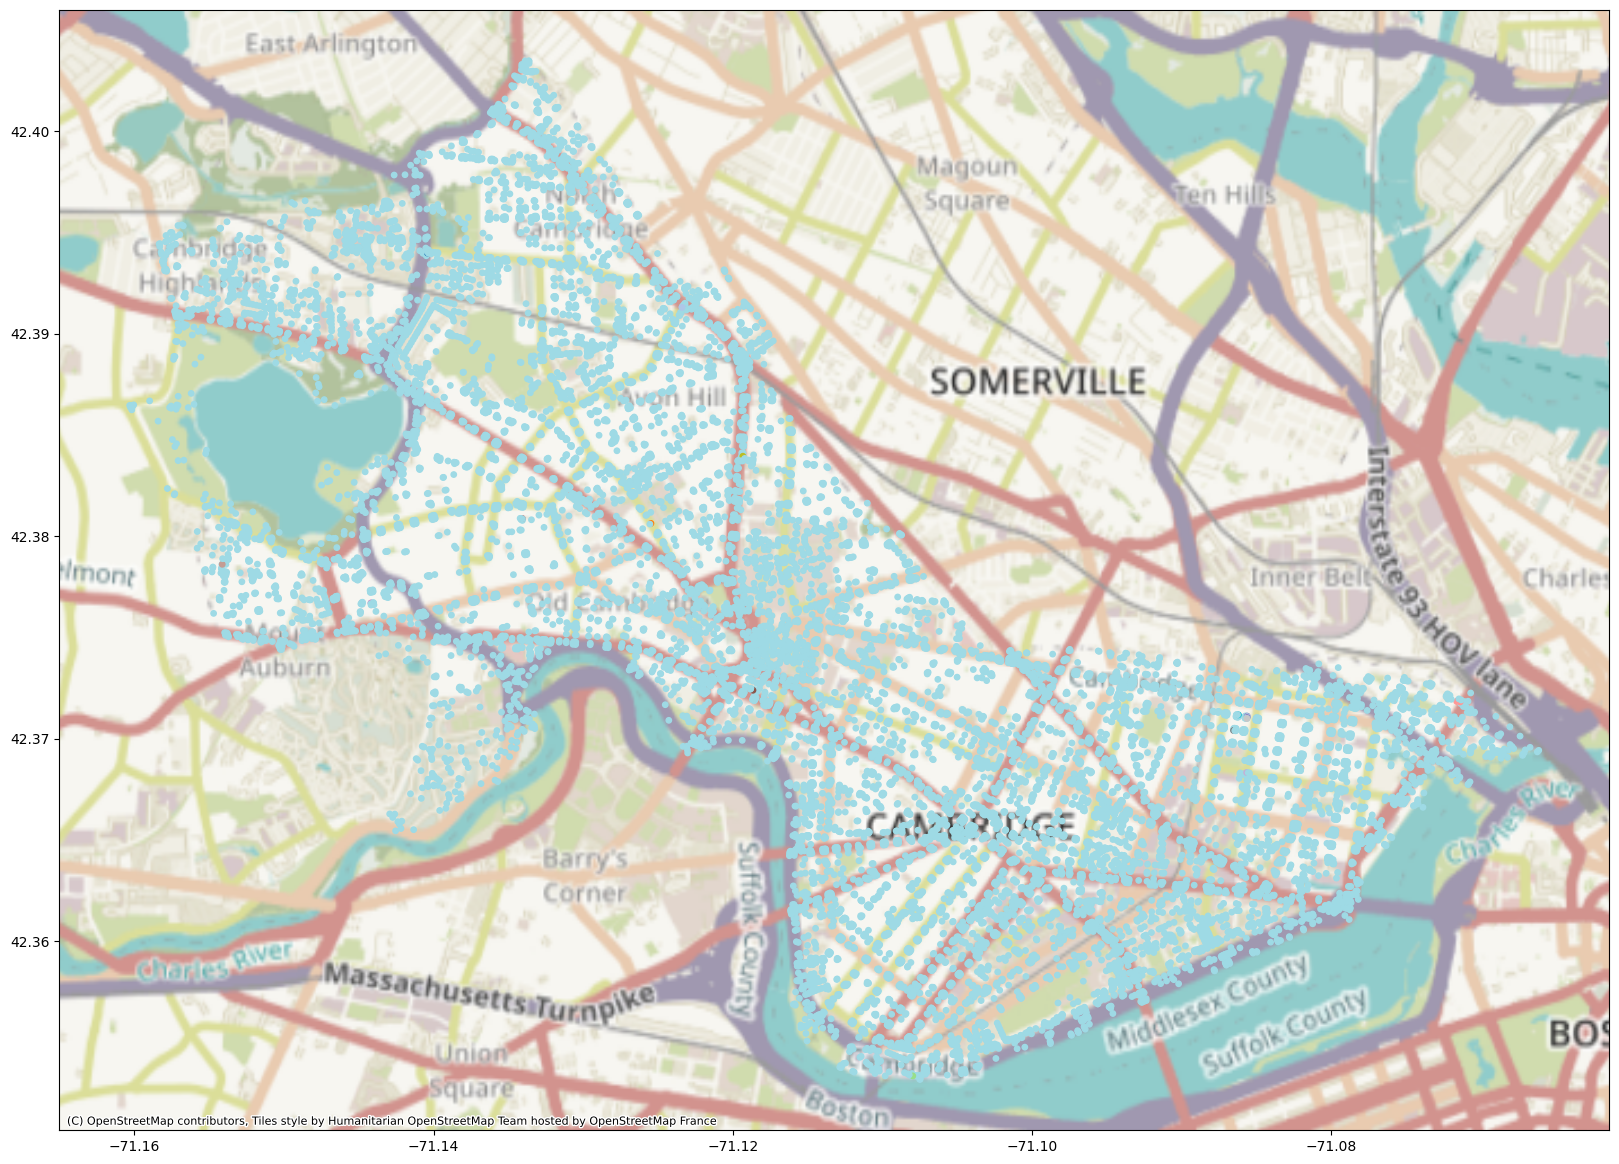 East Arlington
42.40
Magoun
Square
Ten Hills
North
Cambridge
Cambridge
Highlands
42.39
SOMERVILLE
Avon Hill
Interstate 93 HOV lane
42.38
elmont
Inner Belt
Charles
Old Cambridge
Mou
Auburn
42.37
CAMBRIDGE
Charles River
Barry's
Corner
Suffolk County
42.36
Charles River
Massachusetts Turnpike
Middlesex County
Suffolk County
BOS
Union
Square
Cambridge
Boston
(C) OpenStreetMap contributors, Tiles style by Humanitarian OpenStreetMap Team hosted by OpenStreetMap France
−71.16
−71.14
−71.12
−71.10
−71.08